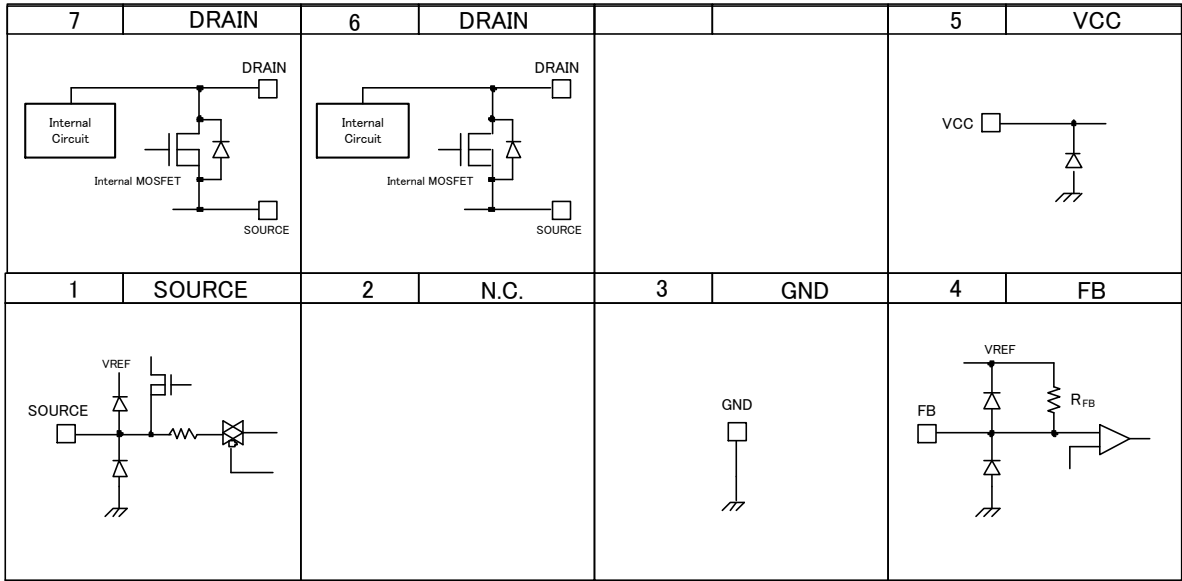 7 DRAIN 6 DRAIN 5 VCC
DRAIN
Internal
Circuit
Internal MOSFET
SOURCE
DRAIN
Internal
Circuit
Internal MOSFET
SOURCE
VCC
1 SOURCE 2 N.C. 3 GND 4 FB
VREF
SOURCE
GND
VREF
FB
RFB